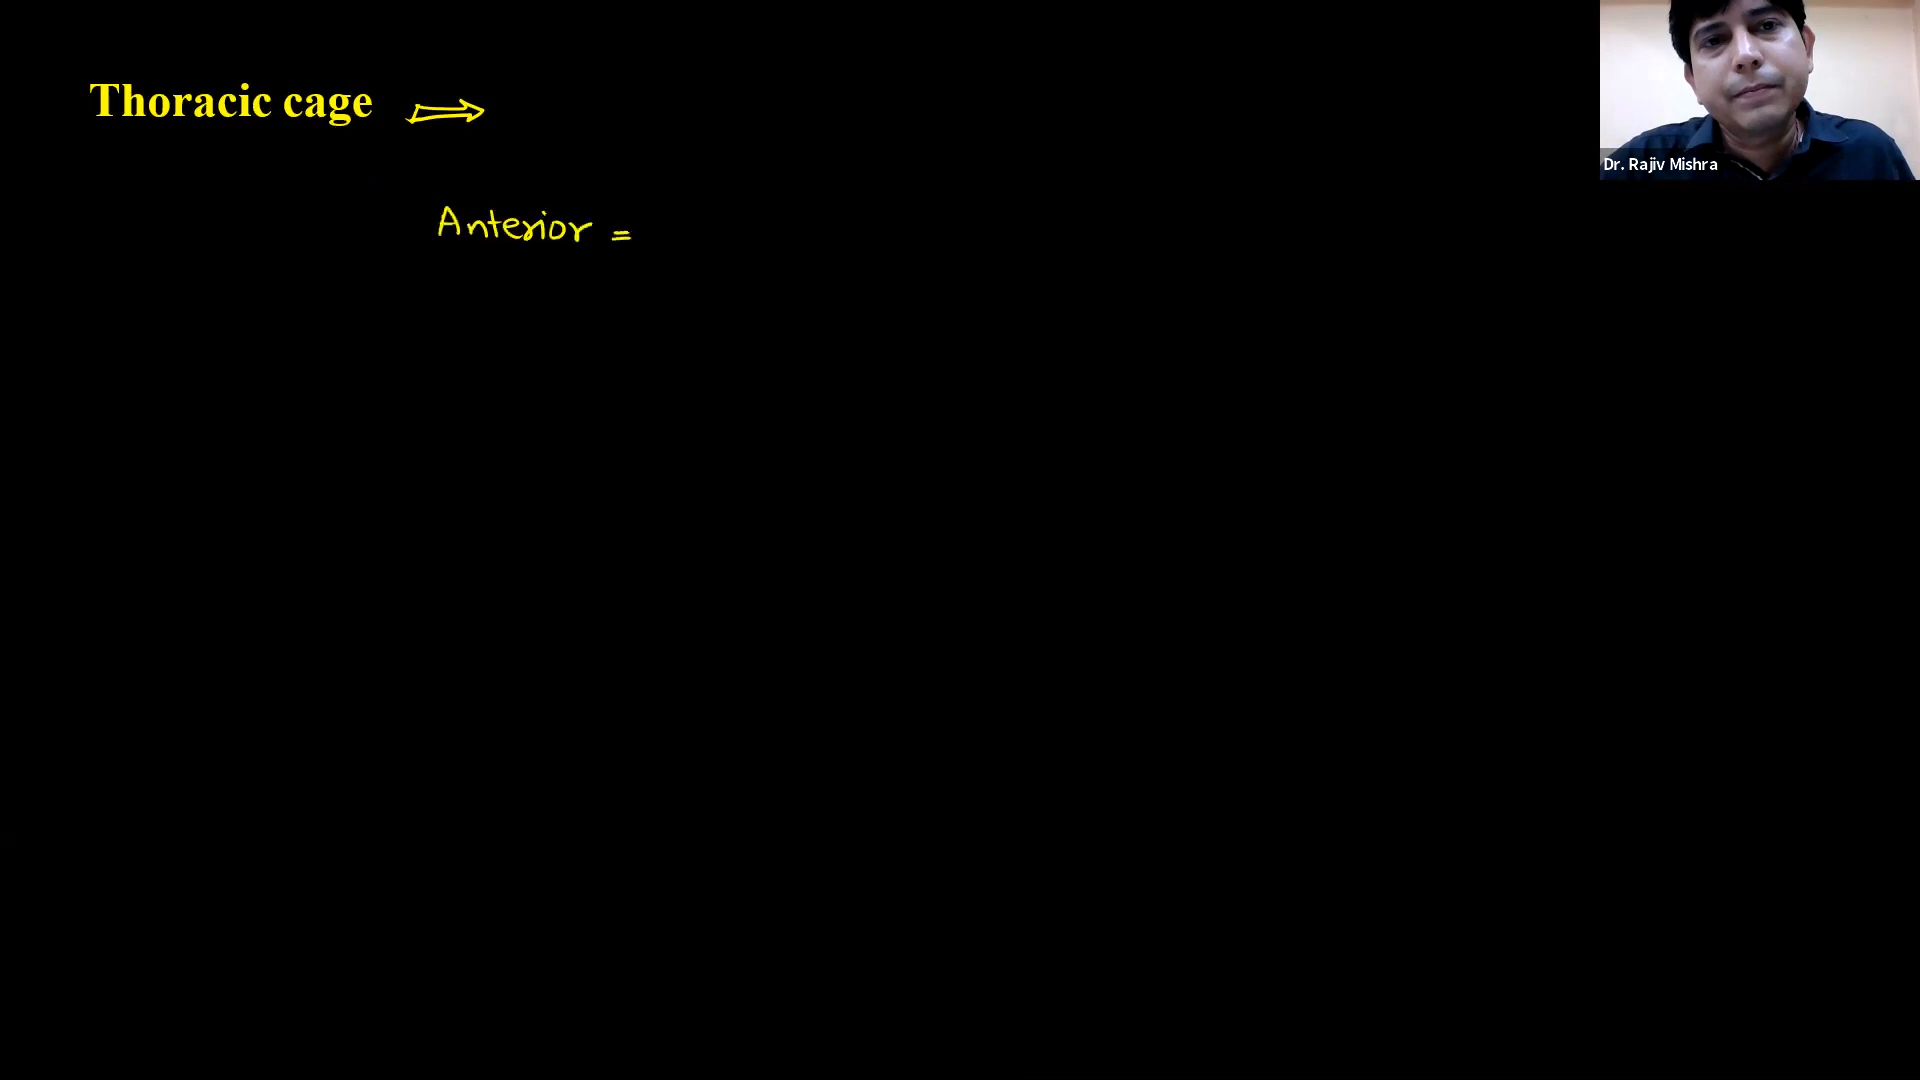 Thoracic cage ⇒
Dr. Rajiv Mishra
Anterior =